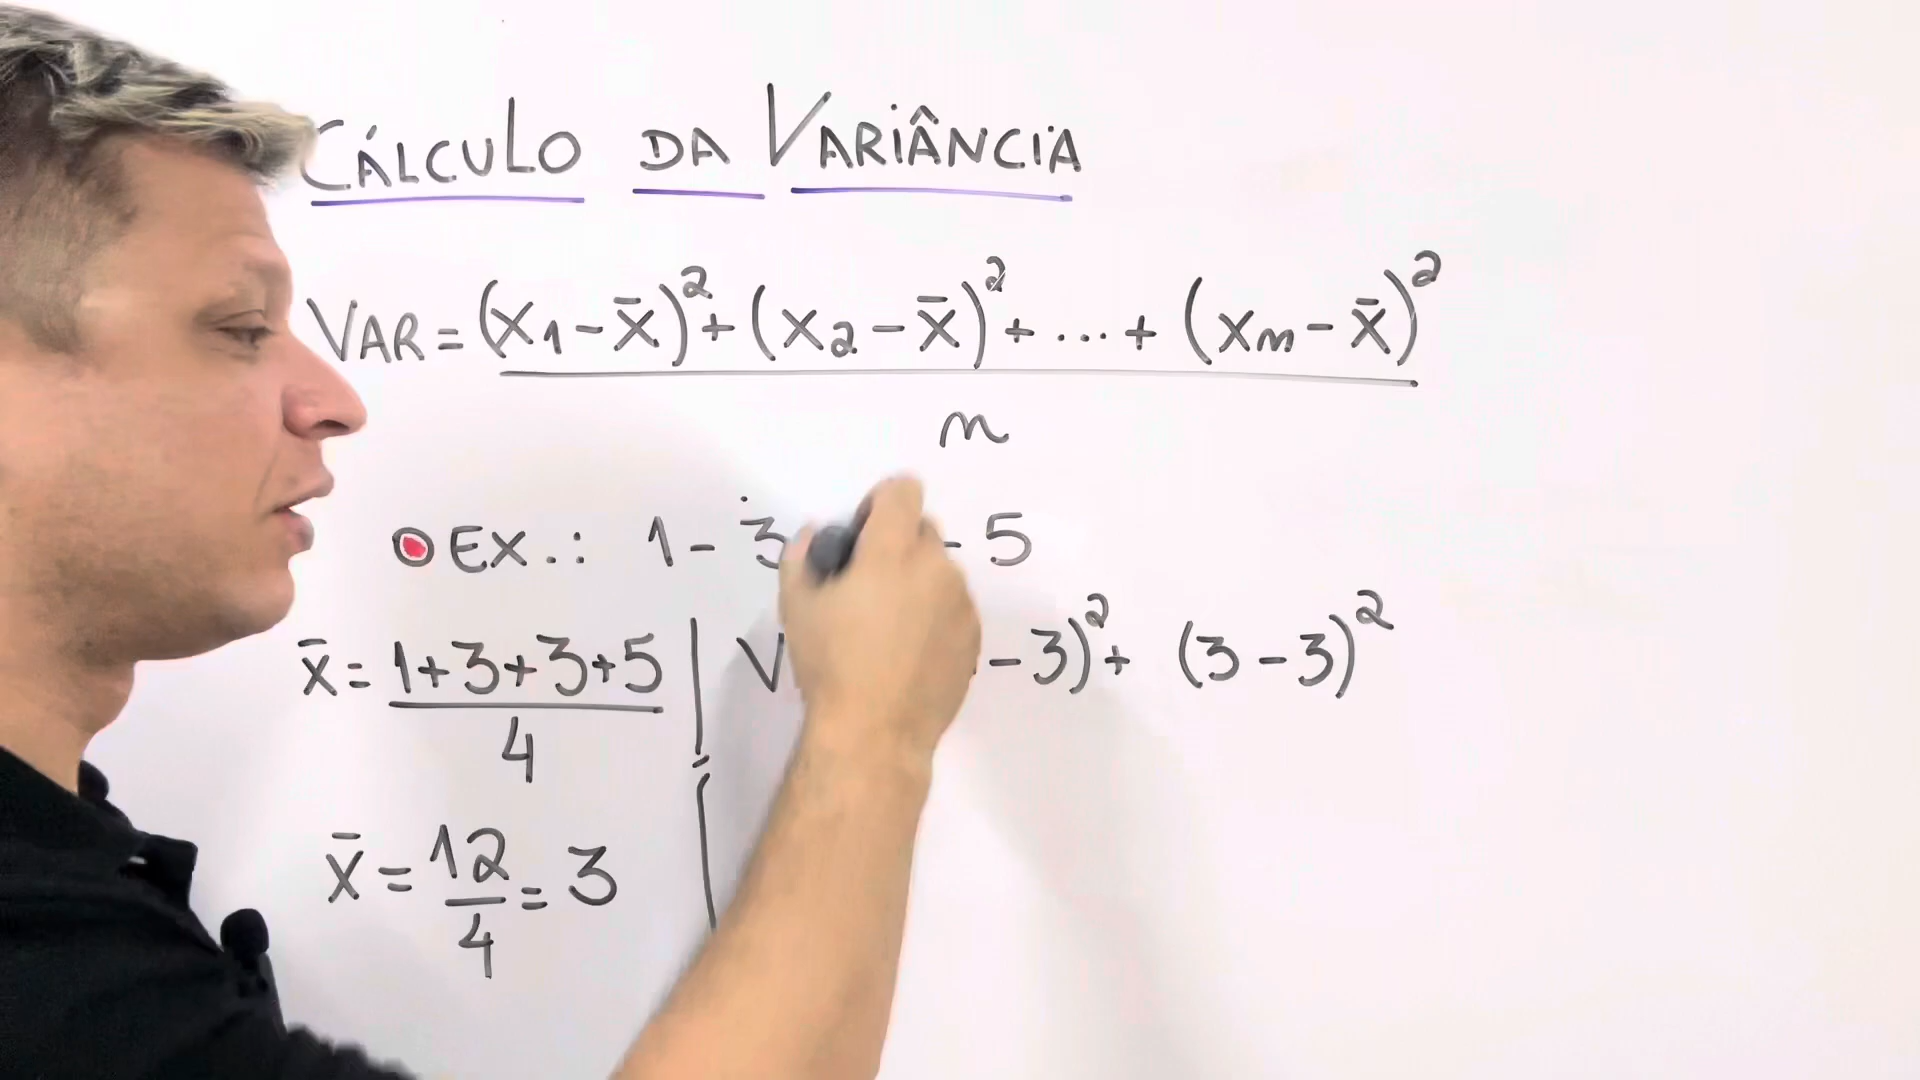 CÁLCULO DA VARIÂNCIA
VAR = (x1 - x̄)² + (x2 - x̄)² + ... + (xn - x̄)²
n
EX.: 1 - 3 - 5
x̄ = 1+3+3+5 | V - 3)² + (3 - 3)²
4
x̄ = 12 = 3
4